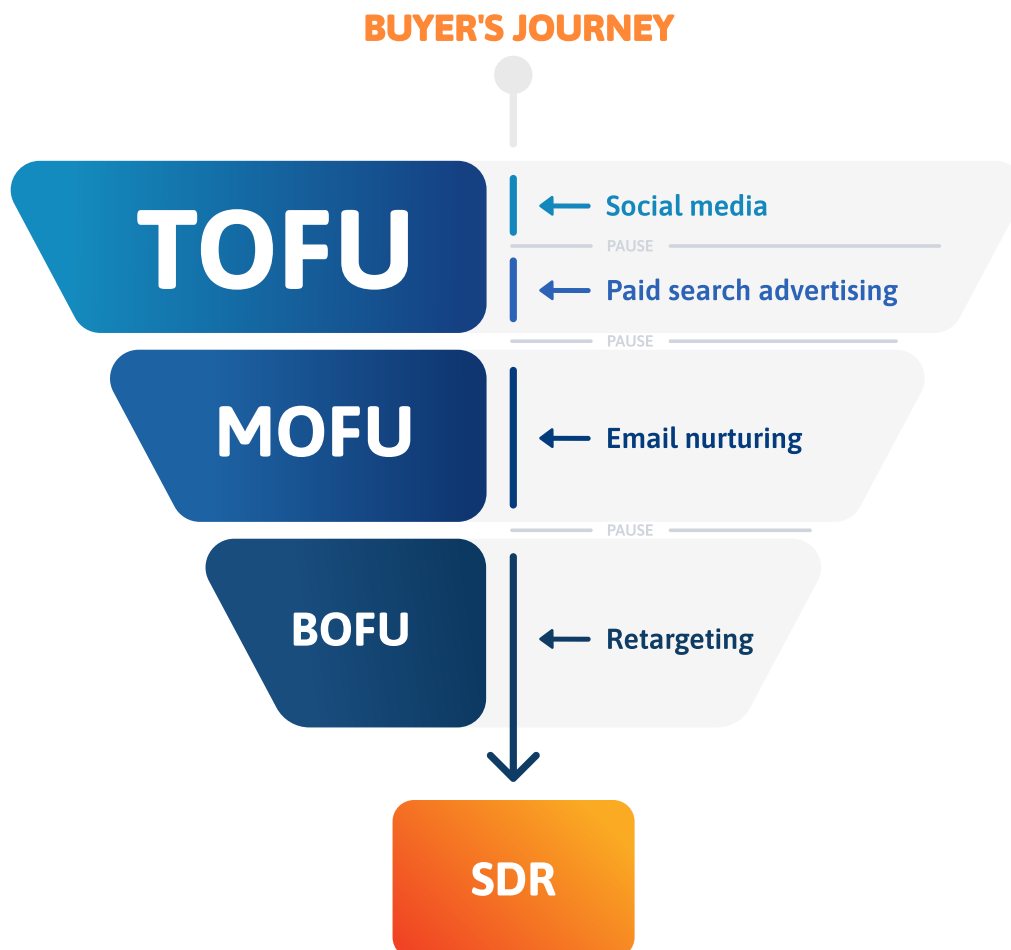 BUYER'S JOURNEY
TOFU
Social media
PAUSE
Paid search advertising
PAUSE
MOFU
Email nurturing
PAUSE
BOFU
Retargeting
SDR